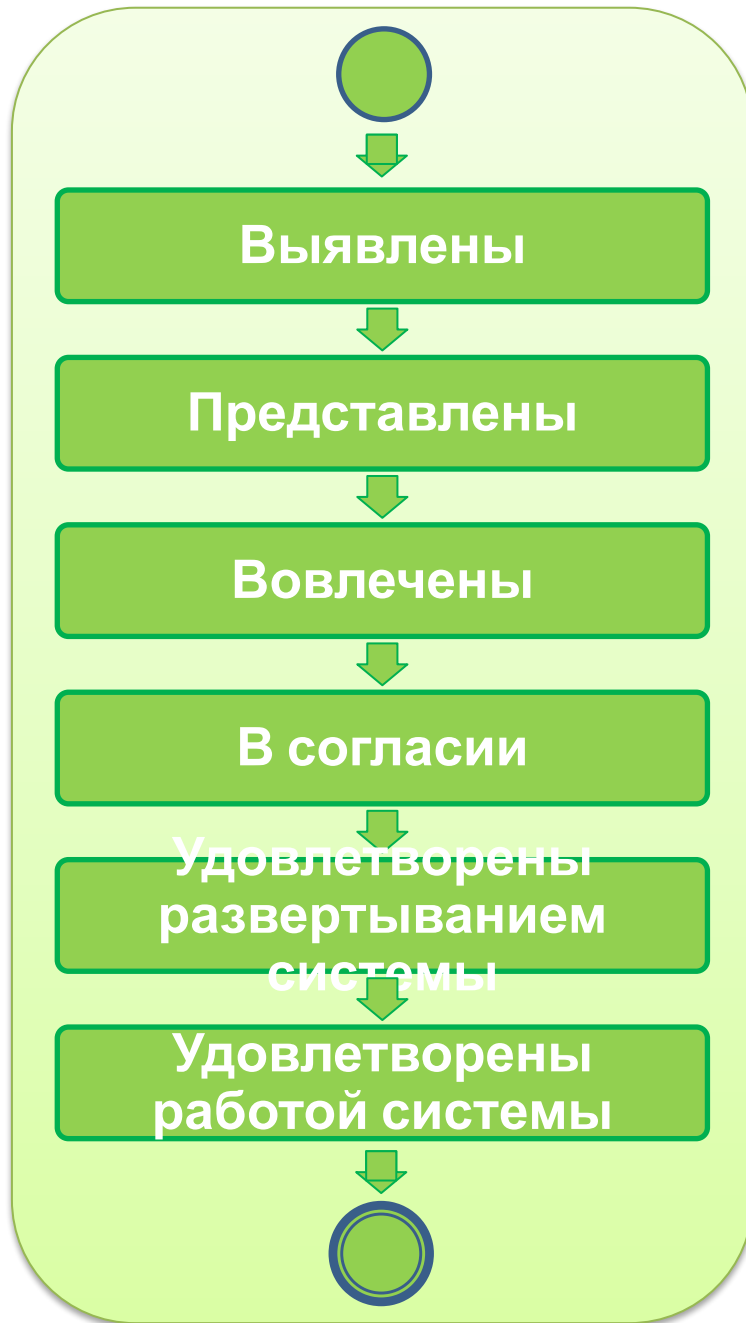 Выявлены
Представлены
Вовлечены
В согласии
Удовлетворены
развертыванием
системы
Удовлетворены
работой системы